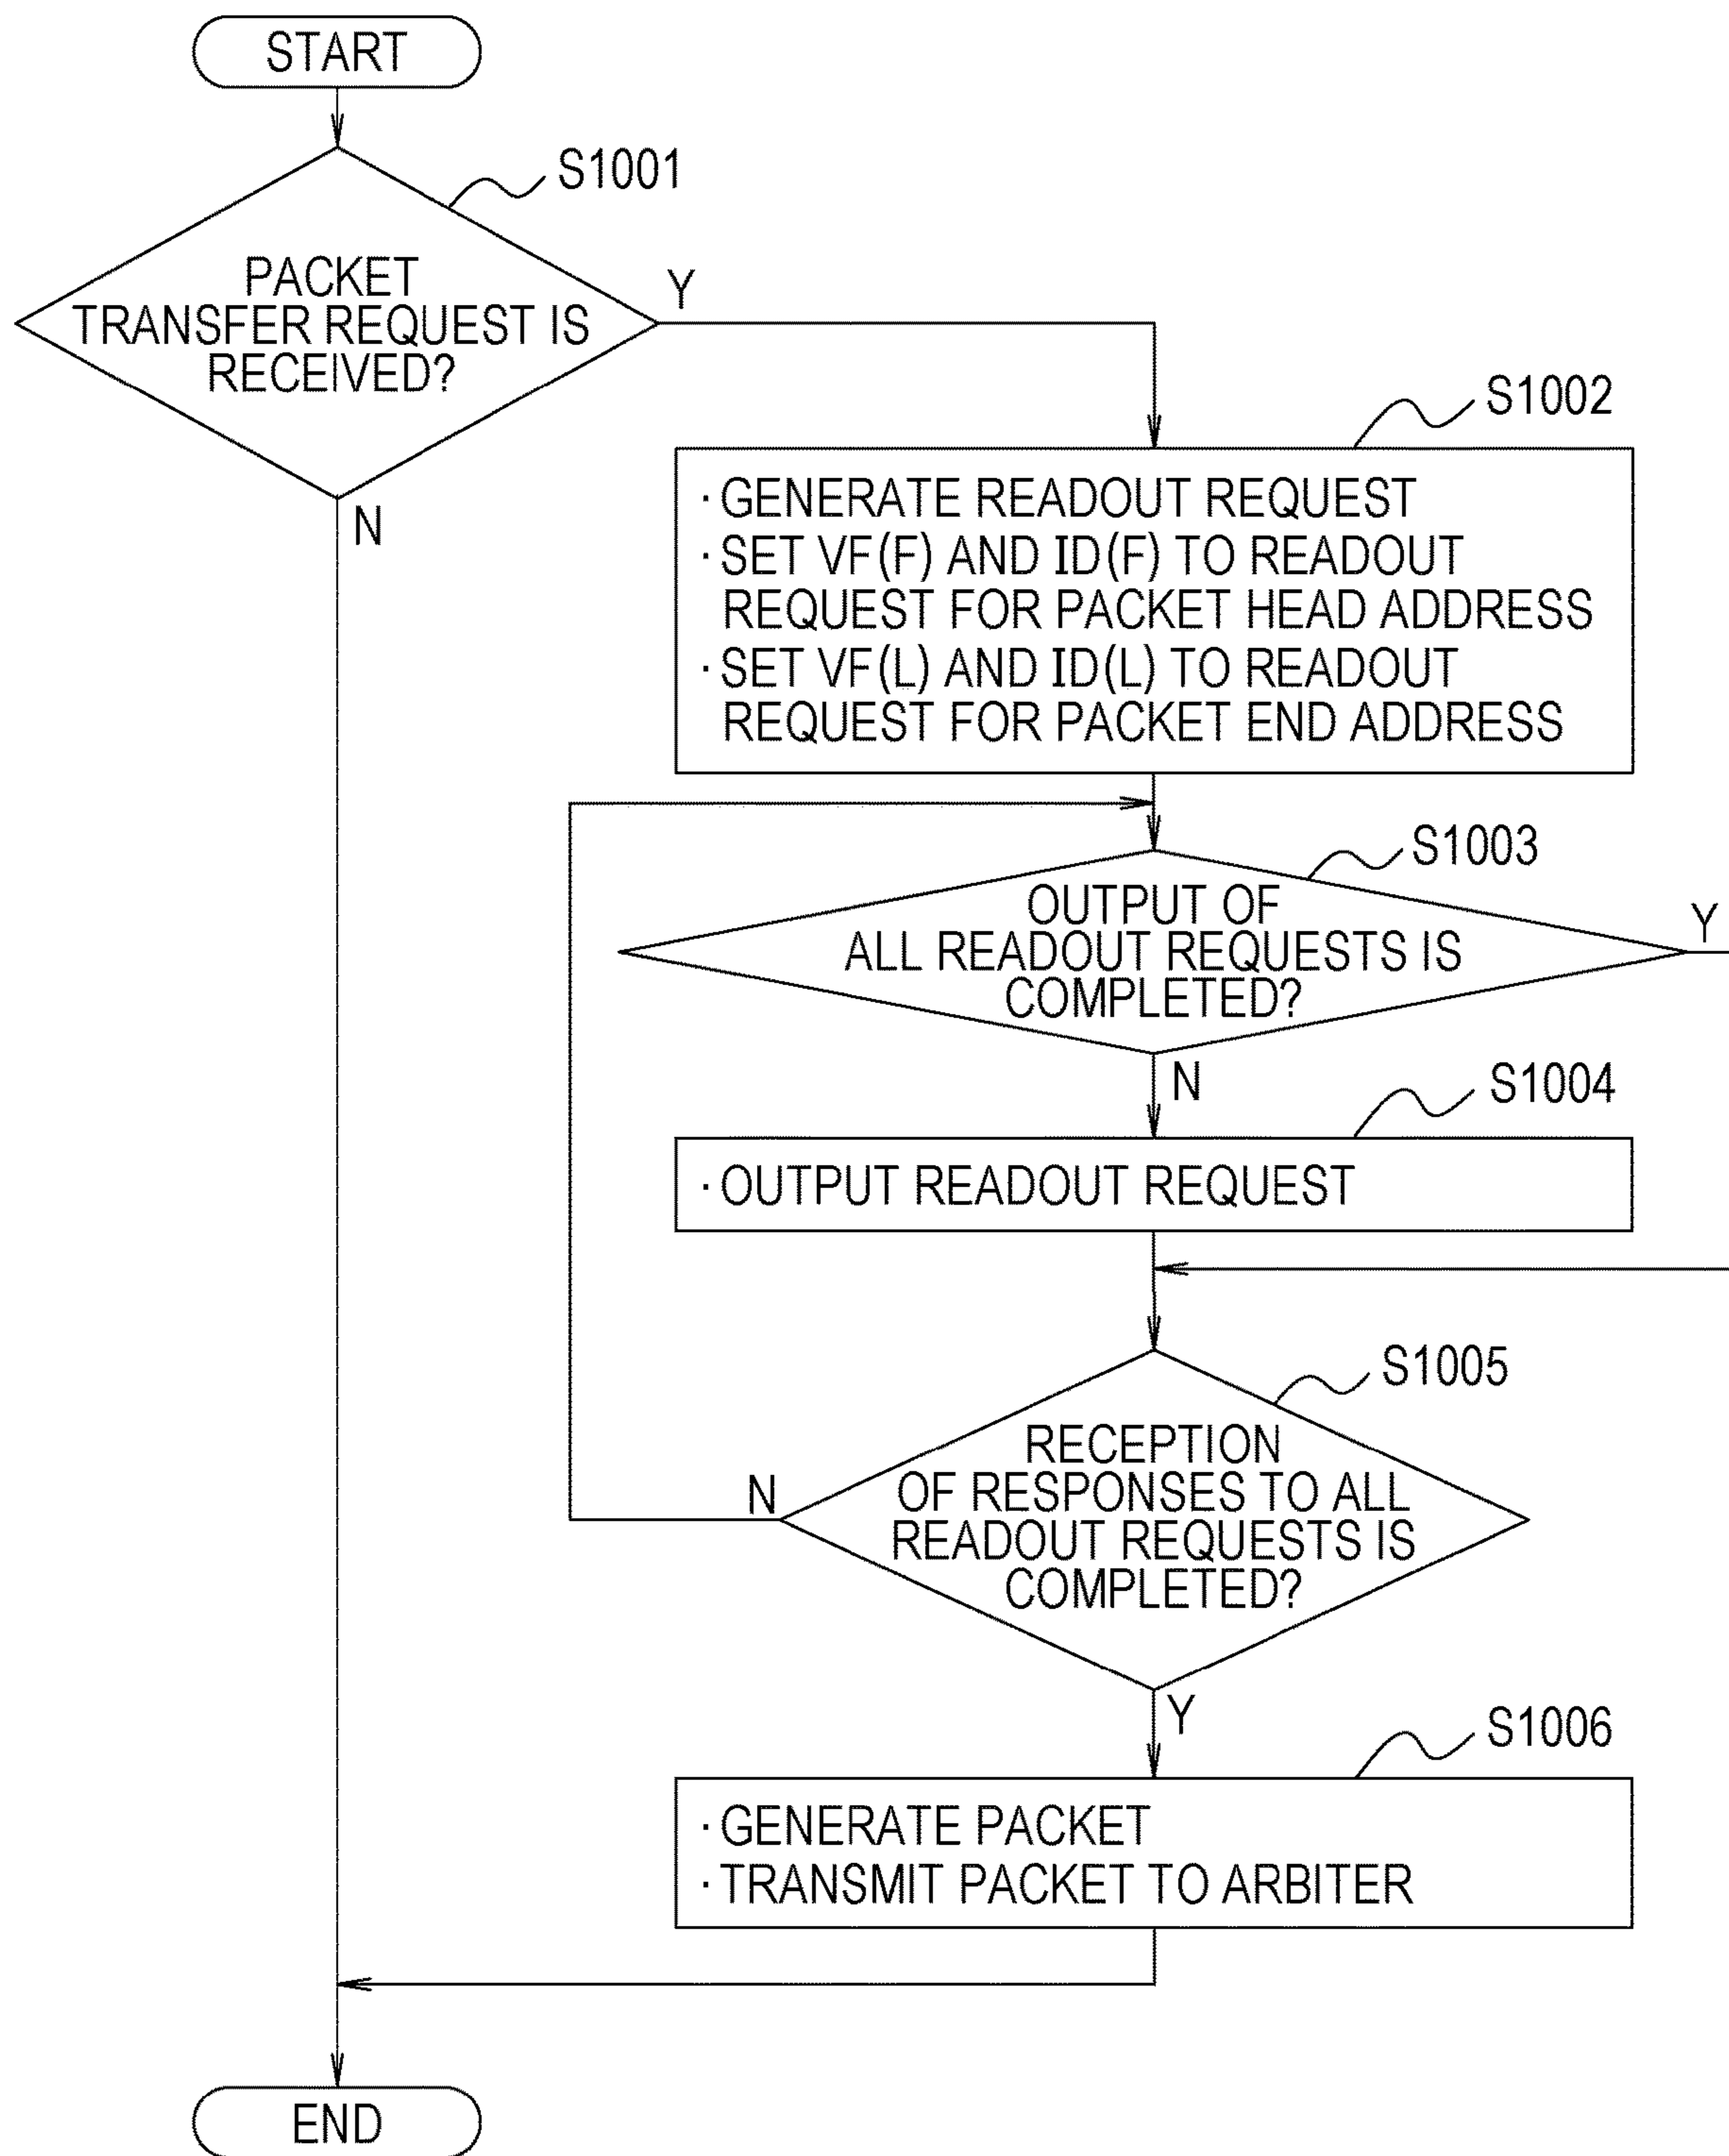 START
S1001
PACKET
TRANSFER REQUEST IS
RECEIVED?
Y
N
S1002
· GENERATE READOUT REQUEST
· SET VF(F) AND ID(F) TO READOUT
REQUEST FOR PACKET HEAD ADDRESS
· SET VF(L) AND ID(L) TO READOUT
REQUEST FOR PACKET END ADDRESS
S1003
OUTPUT OF
ALL READOUT REQUESTS IS
COMPLETED?
Y
N
S1004
· OUTPUT READOUT REQUEST
S1005
RECEPTION
OF RESPONSES TO ALL
READOUT REQUESTS IS
COMPLETED?
N
Y
S1006
· GENERATE PACKET
· TRANSMIT PACKET TO ARBITER
END